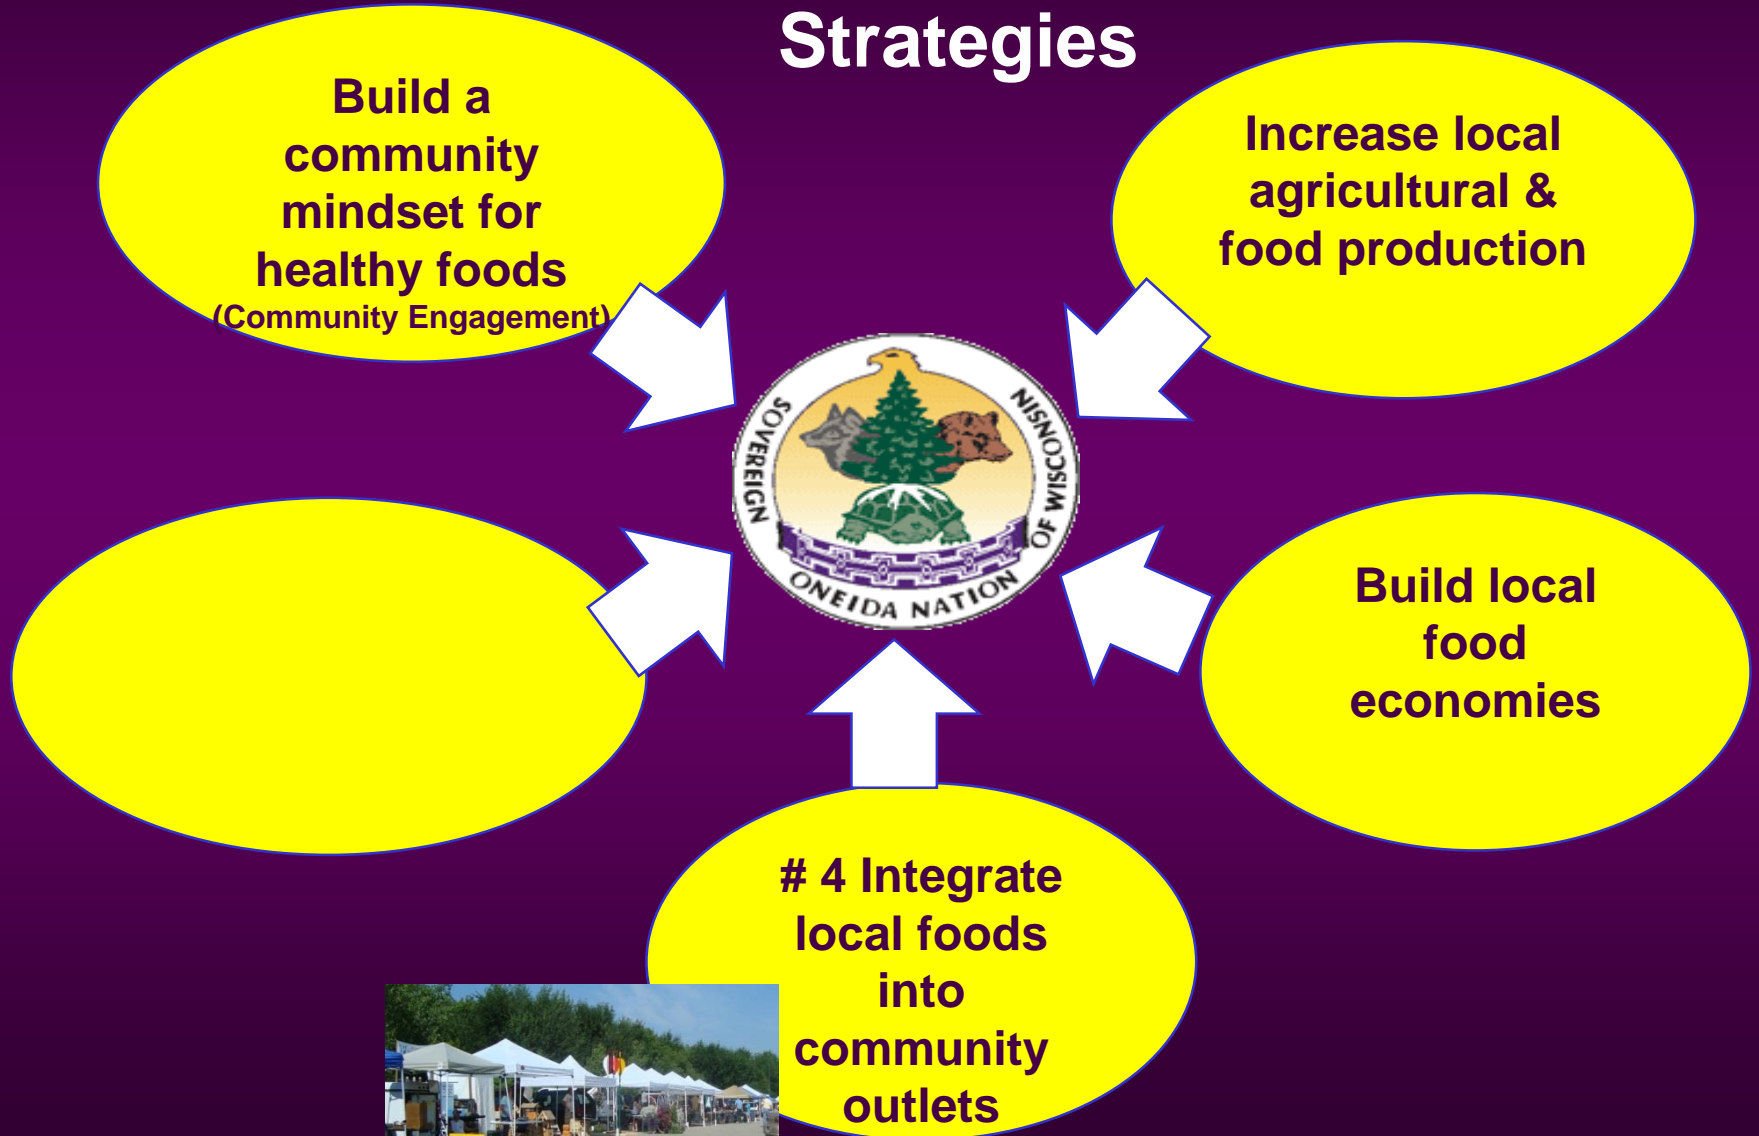 Strategies
Build a
community
mindset for
healthy foods
(Community Engagement)
Increase local
agricultural &
food production
SOVEREIGN
ONEIDA NATION
OF WISCONSIN
Build local
food
economies
# 4 Integrate
local foods
into
community
outlets